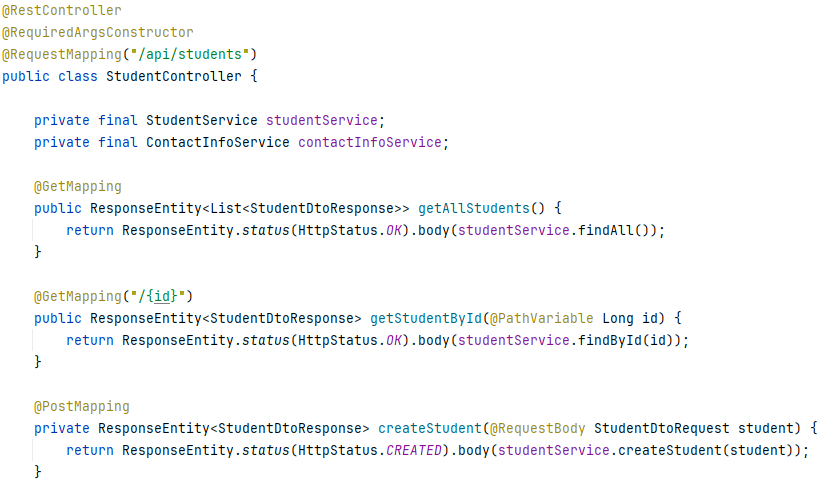 @RestController
@RequiredArgsConstructor
@RequestMapping("/api/students")
public class StudentController {
    private final StudentService studentService;
    private final ContactInfoService contactInfoService;
    @GetMapping
    public ResponseEntity<List<StudentDtoResponse>> getAllStudents() {
        return ResponseEntity.status(HttpStatus.OK).body(studentService.findAll());
    }
    @GetMapping("/{id}")
    public ResponseEntity<StudentDtoResponse> getStudentById(@PathVariable Long id) {
        return ResponseEntity.status(HttpStatus.OK).body(studentService.findById(id));
    }
    @PostMapping
    private ResponseEntity<StudentDtoResponse> createStudent(@RequestBody StudentDtoRequest student) {
        return ResponseEntity.status(HttpStatus.CREATED).body(studentService.createStudent(student));
    }